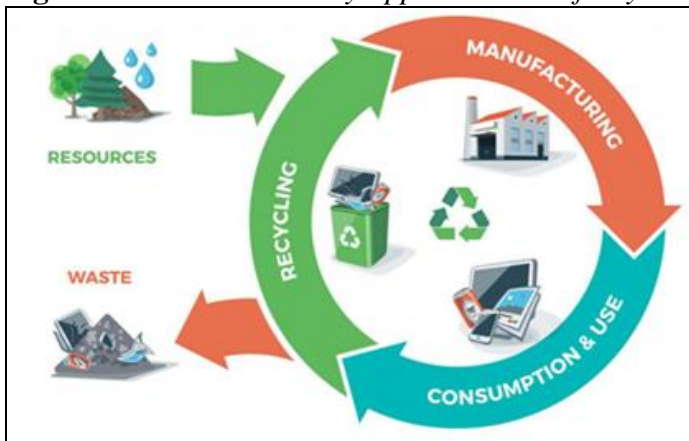 MANUFACTURING
RESOURCES
RECYCLING
WASTE
CONSUMPTION & USE